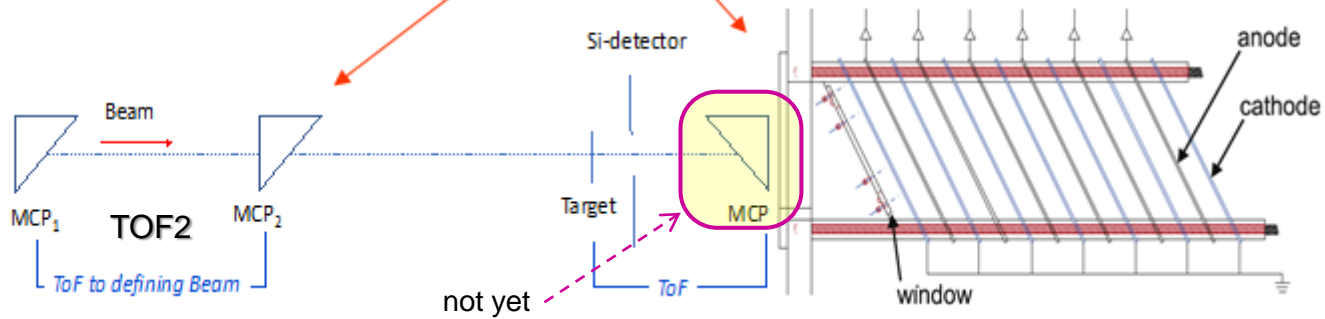 Si-detector
anode
cathode
Beam
MCP₁
TOF2
MCP₂
Target
MCP
ToF to defining Beam
ToF
not yet
window